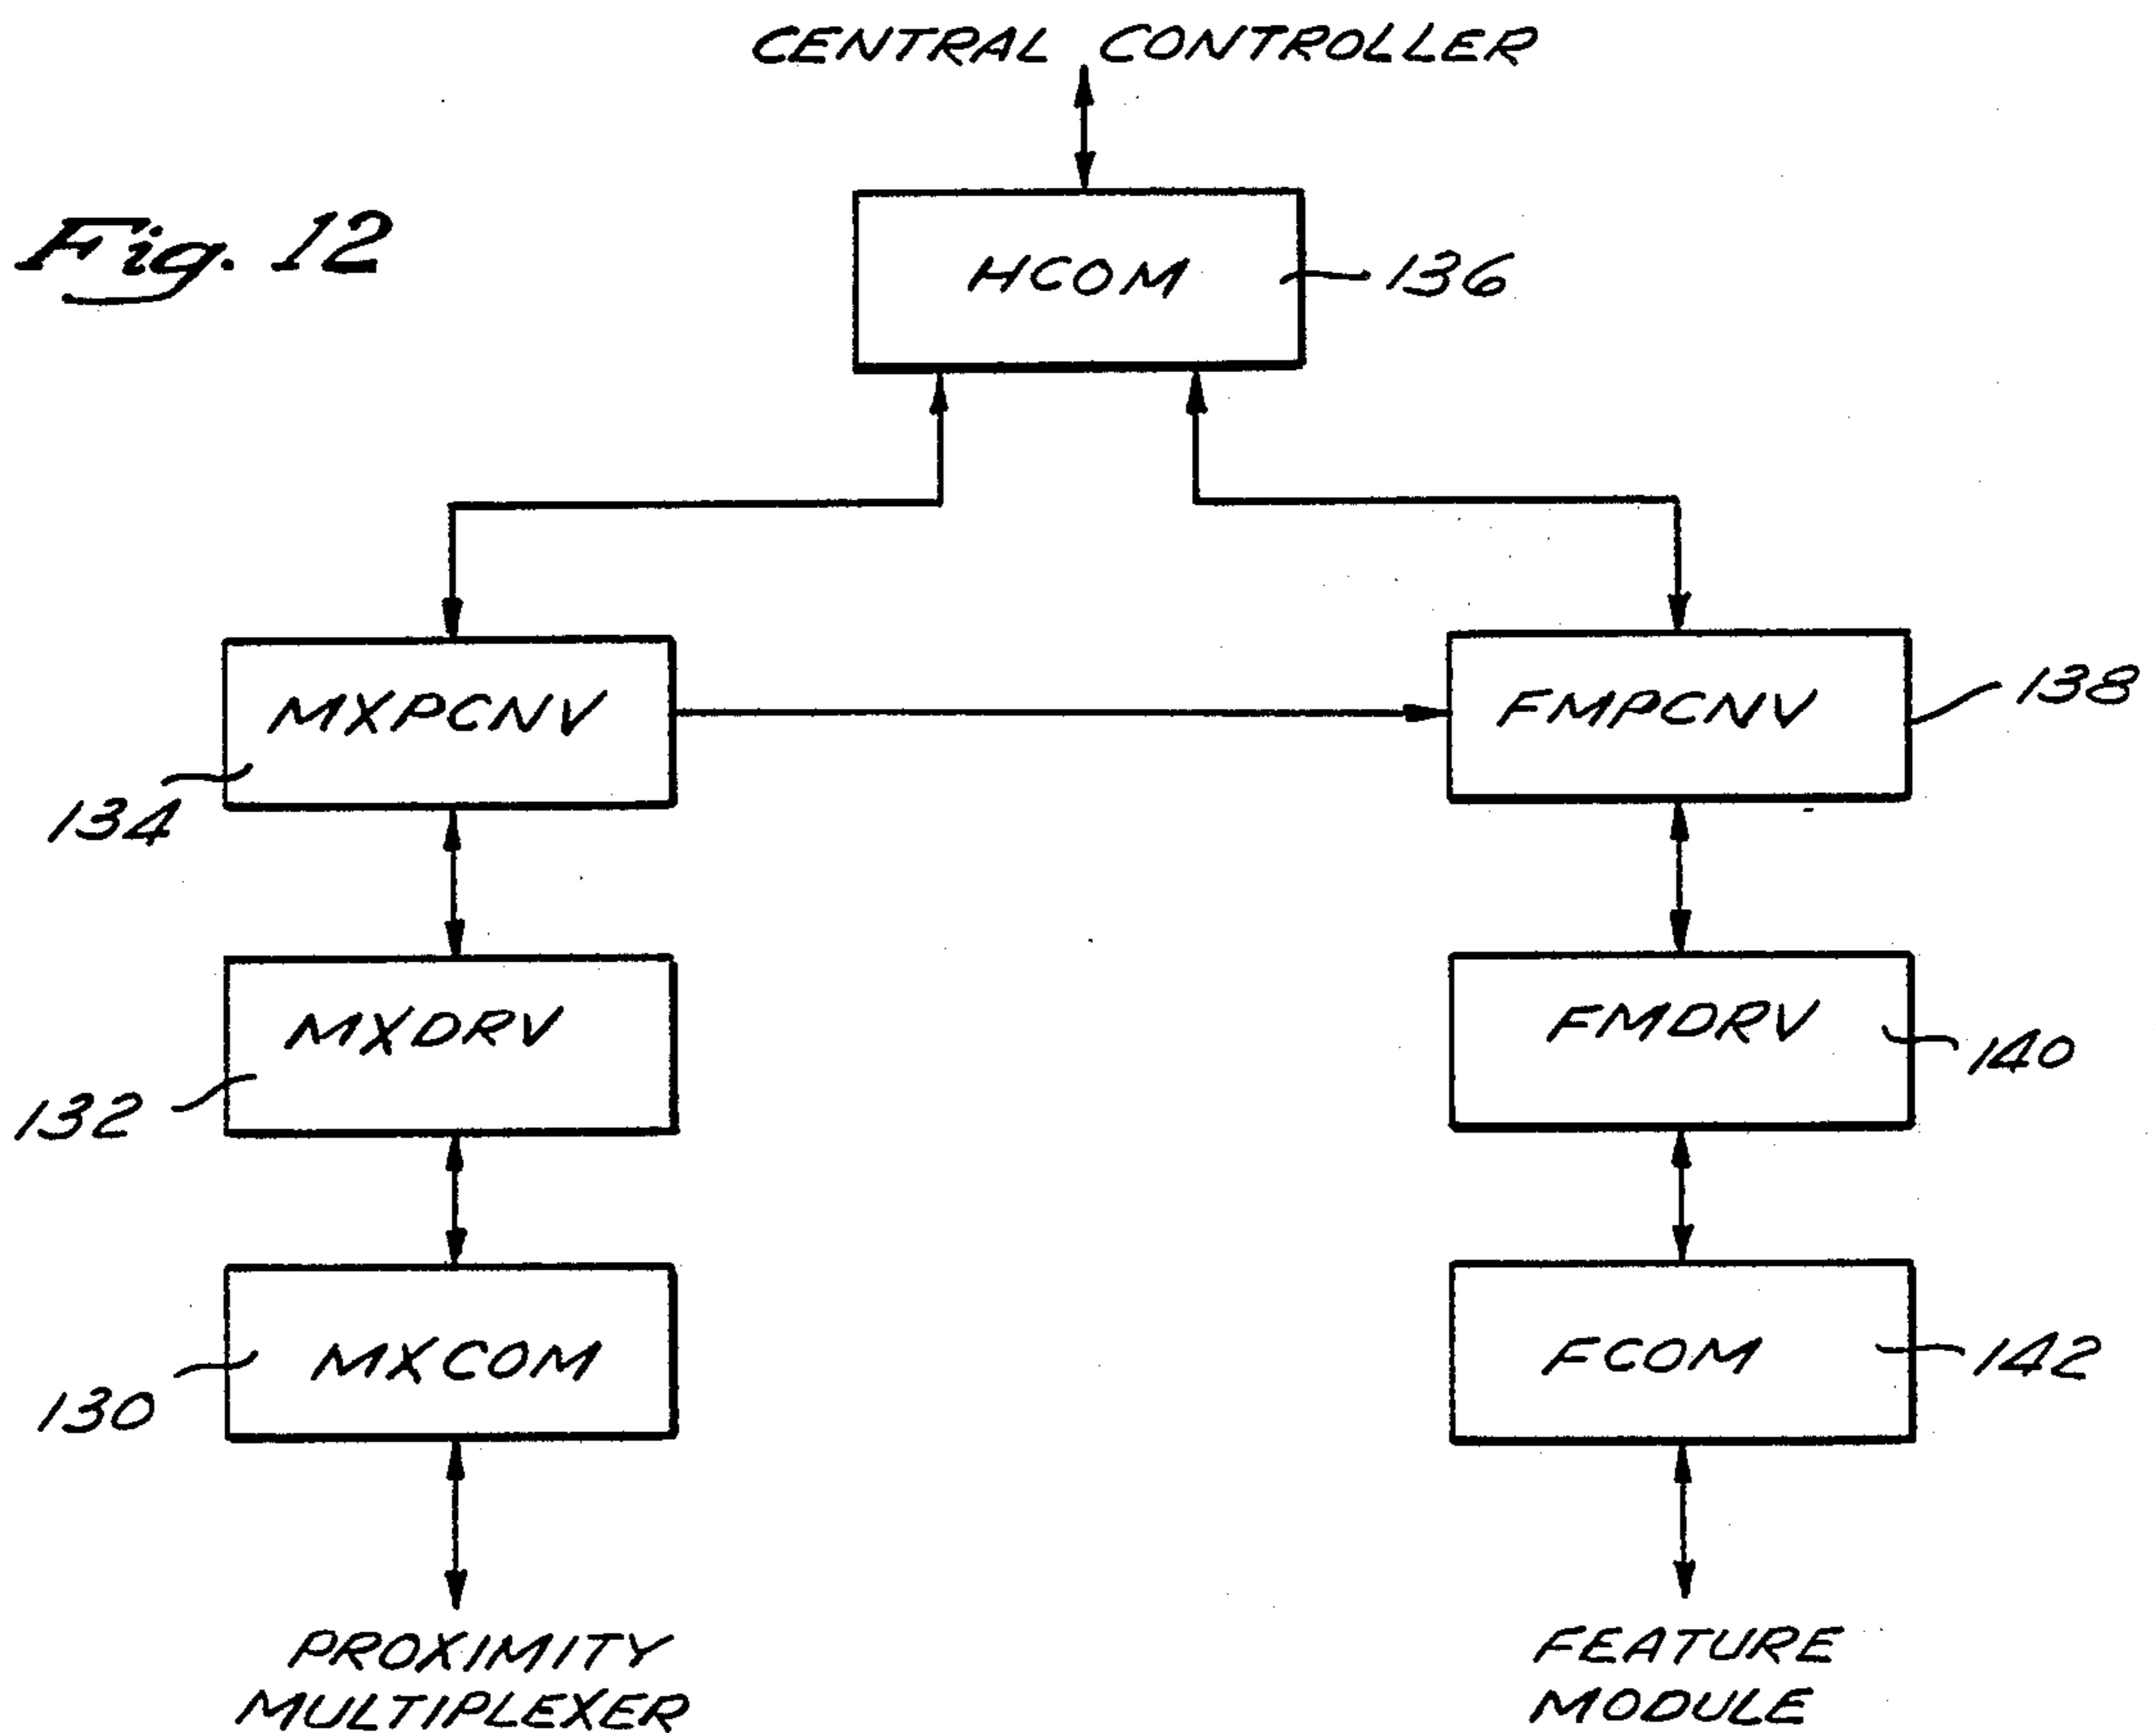 CENTRAL CONTROLLER
Fig. 12
HCOM
136
MXPCNV
FMPCNV
138
134
MXDRV
FMDRV
140
132
MXCOM
FCOM
142
130
PROXIMITY
MULTIPLEXER
FEATURE
MODULE